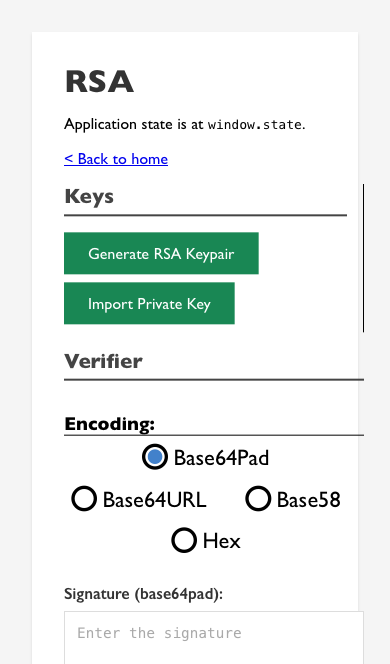 RSA
Application state is at window.state.
< Back to home
Keys
Generate RSA Keypair
Import Private Key
Verifier
Encoding:
Base64Pad
Base64URL Base58
Hex
Signature (base64pad):
Enter the signature